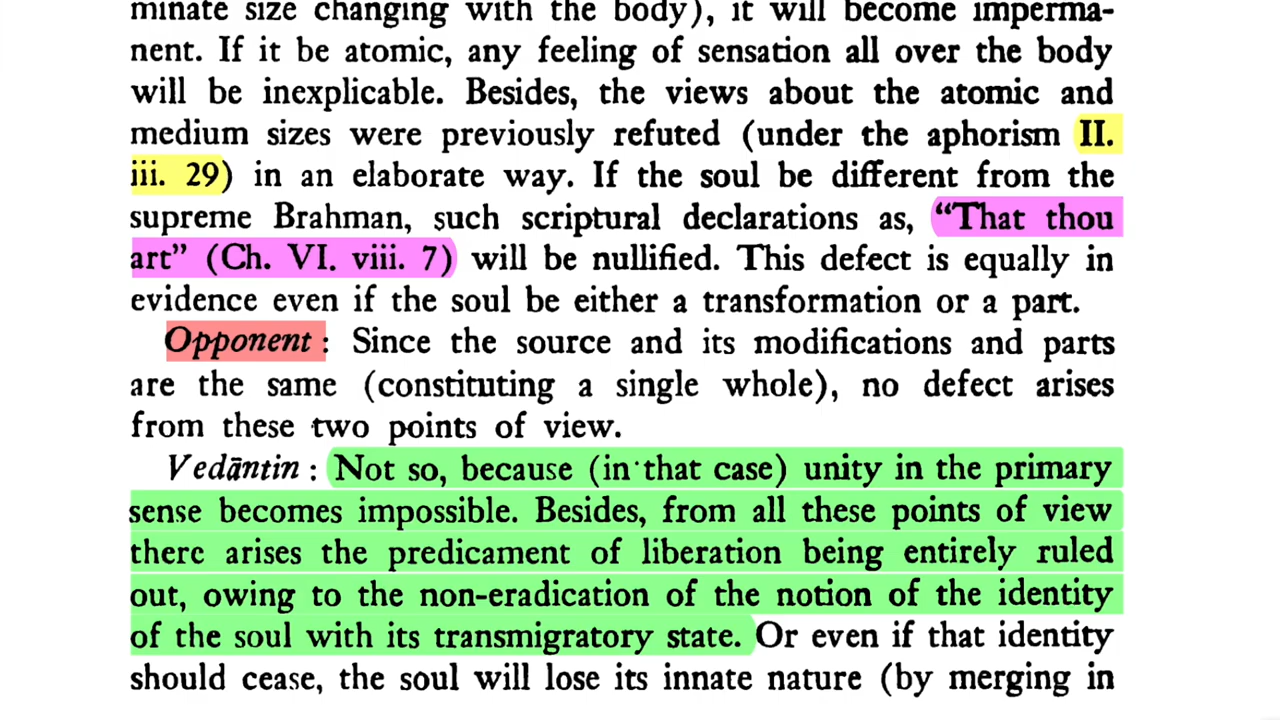 minate size changing with the body), it will become imperma-
nent. If it be atomic, any feeling of sensation all over the body
will be inexplicable. Besides, the views about the atomic and
medium sizes were previously refuted (under the aphorism II.
iii. 29) in an elaborate way. If the soul be different from the
supreme Brahman, such scriptural declarations as, “That thou
art” (Ch. VI. viii. 7) will be nullified. This defect is equally in
evidence even if the soul be either a transformation or a part.
Opponent: Since the source and its modifications and parts
are the same (constituting a single whole), no defect arises
from these two points of view.
Vedāntin: Not so, because (in that case) unity in the primary
sense becomes impossible. Besides, from all these points of view
there arises the predicament of liberation being entirely ruled
out, owing to the non-eradication of the notion of the identity
of the soul with its transmigratory state. Or even if that identity
should cease, the soul will lose its innate nature (by merging in